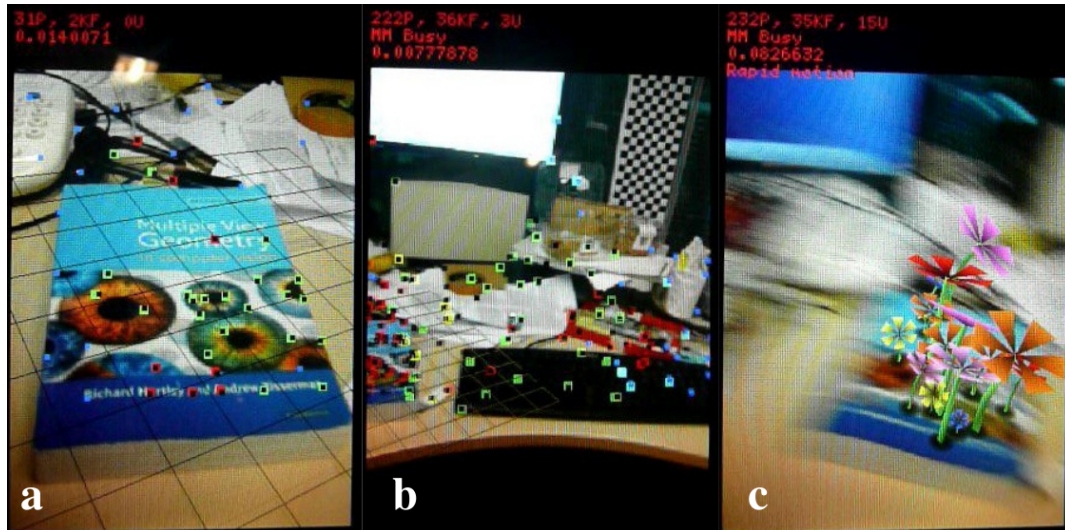 31P, 2KF, 0U
0.0140071
Multiple View
Geometry
in computer vision
Richard Hartley and Andrew Zisserman
a
222P, 36KF, 3U
MM Busy
0.00777878
b
232P, 35KF, 15U
MM Busy
0.0826632
Rapid motion
c